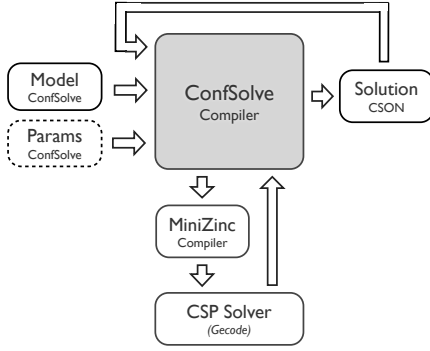 Model
ConfSolve
Params
ConfSolve
ConfSolve
Compiler
Solution
CSON
MiniZinc
Compiler
CSP Solver
(Gecode)